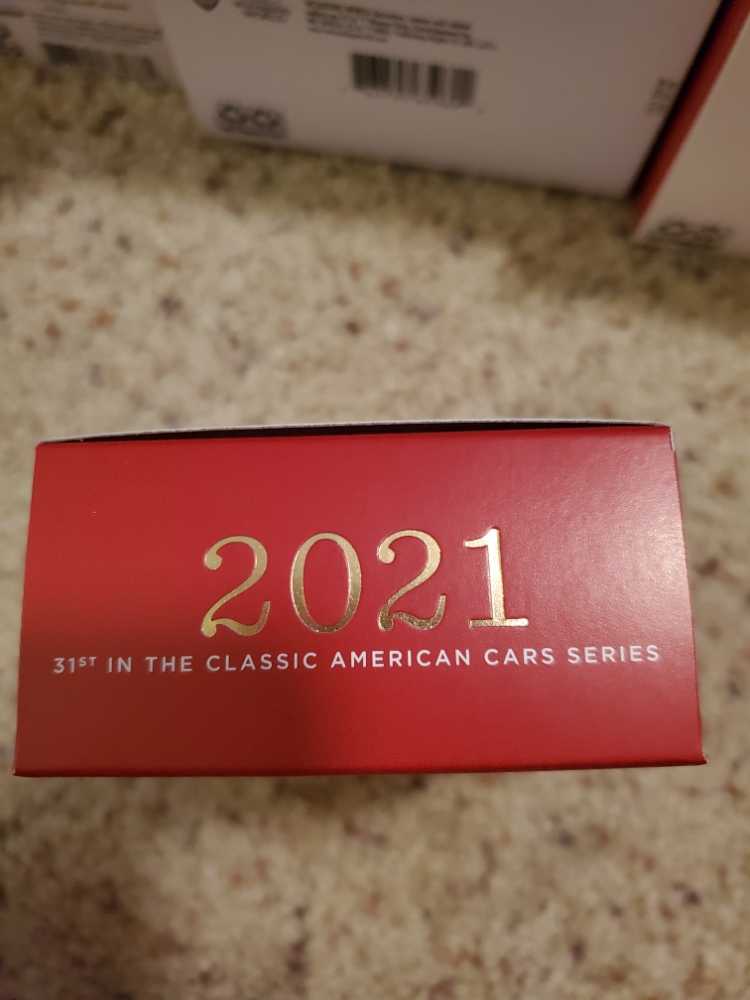 2021
31ST IN THE CLASSIC AMERICAN CARS SERIES